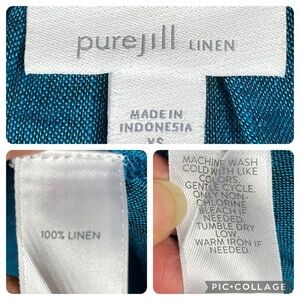 purejill LINEN
MADE IN
INDONESIA
XS
100% LINEN
MACHINE WASH
COLD WITH LIKE
COLORS.
GENTLE CYCLE.
ONLY NON-
CHLORINE
BLEACH IF
NEEDED.
TUMBLE DRY
LOW.
WARM IRON IF
NEEDED.
PIC•COLLAGE